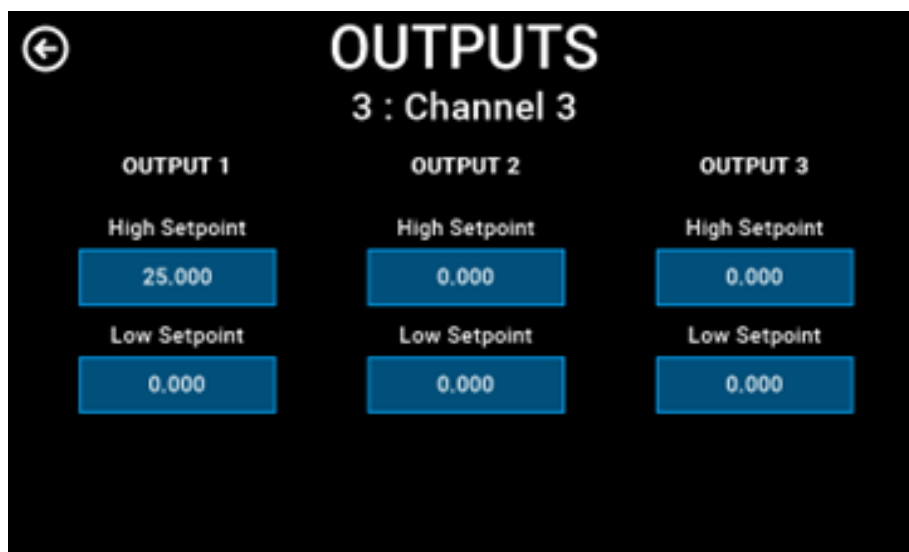 OUTPUTS
3 : Channel 3
OUTPUT 1 OUTPUT 2 OUTPUT 3
High Setpoint High Setpoint High Setpoint
25.000 0.000 0.000
Low Setpoint Low Setpoint Low Setpoint
0.000 0.000 0.000